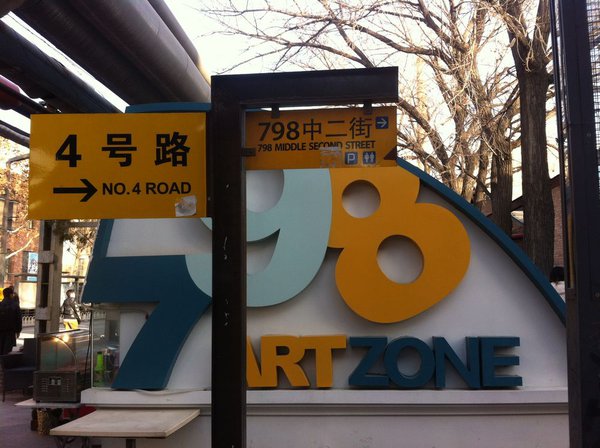 4号路
NO.4 ROAD
798中二街
798 MIDDLE SECOND STREET
P
798
ART ZONE